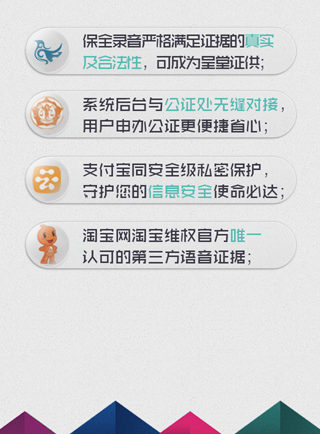 保全录音严格满足证据的真实
及合法性，可成为呈堂证供；
系统后台与公证处无缝对接，
用户申办公证更便捷省心；
支付宝同安全级私密保护，
守护您的信息安全使命必达；
淘宝网淘宝维权官方唯一
认可的第三方语音证据；